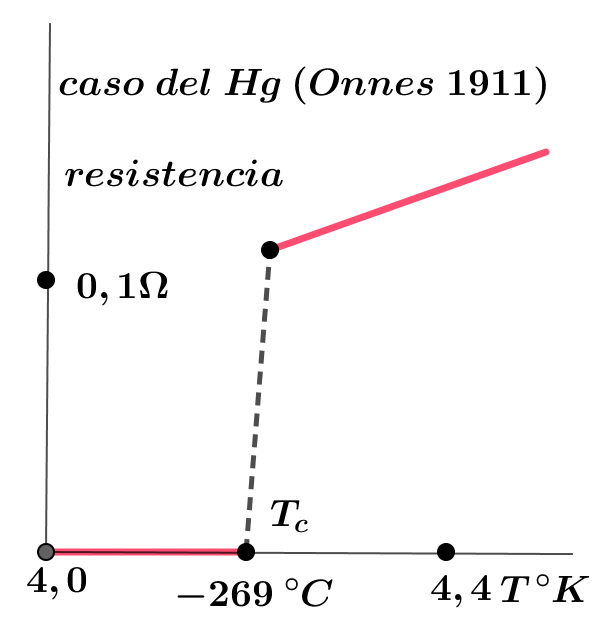 caso del Hg (Onnes 1911)
resistencia
0,1Ω
T_c
4,0
−269 °C
4,4 T°K